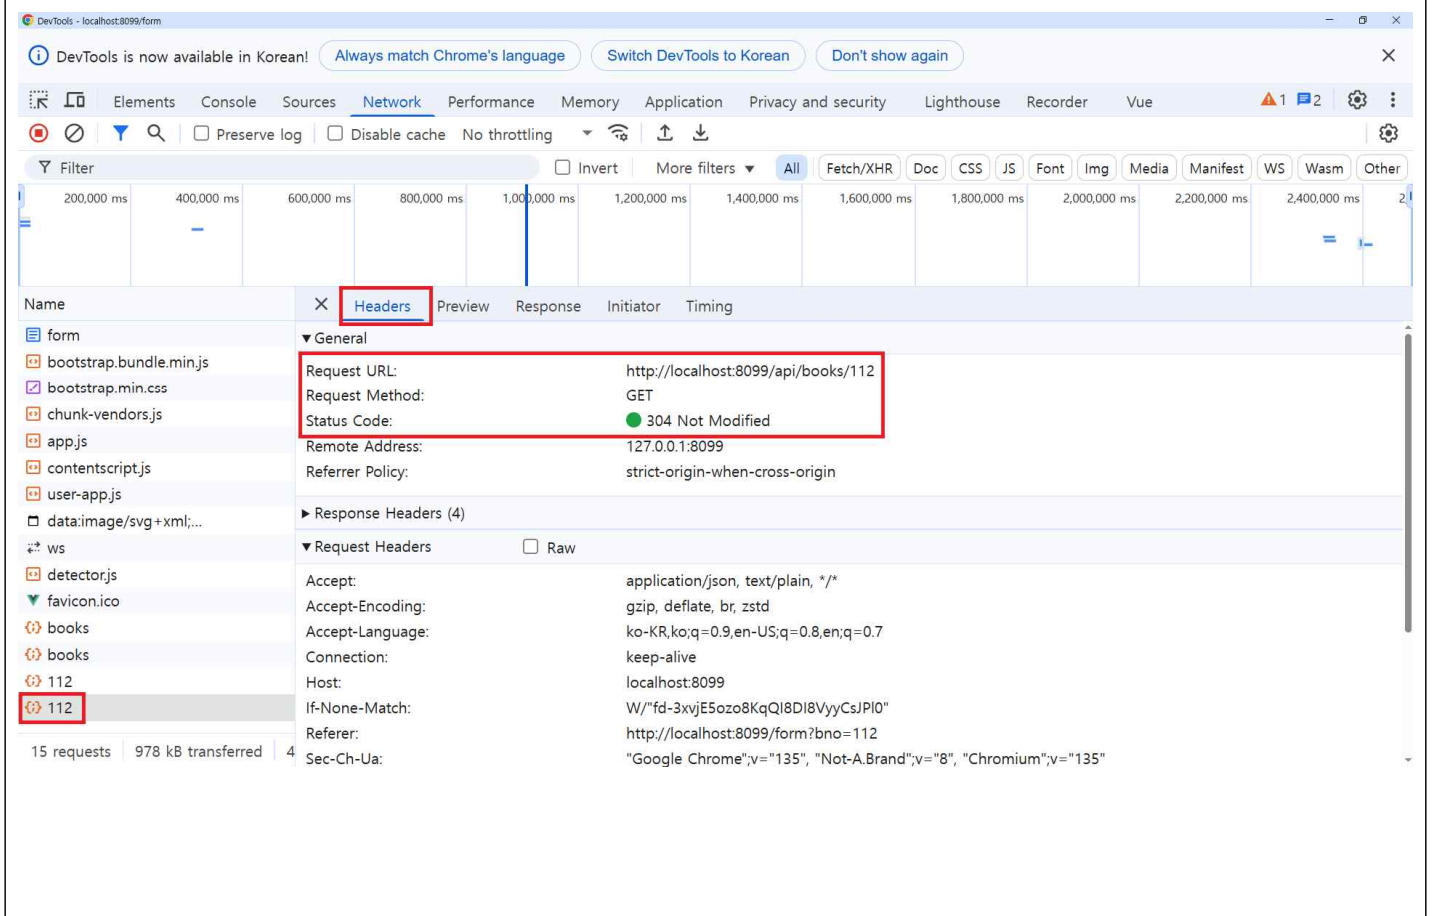 DevTools - localhost:8099/form
DevTools is now available in Korean! Always match Chrome's language Switch DevTools to Korean Don't show again
Elements Console Sources Network Performance Memory Application Privacy and security Lighthouse Recorder Vue 1 2
Preserve log Disable cache No throttling
Filter Invert More filters All Fetch/XHR Doc CSS JS Font Img Media Manifest WS Wasm Other
200,000 ms 400,000 ms 600,000 ms 800,000 ms 1,000,000 ms 1,200,000 ms 1,400,000 ms 1,600,000 ms 1,800,000 ms 2,000,000 ms 2,200,000 ms 2,400,000 ms 2,
Name
form
bootstrap.bundle.min.js
bootstrap.min.css
chunk-vendors.js
app.js
contentscript.js
user-app.js
data:image/svg+xml;...
ws
detector.js
favicon.ico
books
books
112
112
15 requests 978 kB transferred 4
Headers Preview Response Initiator Timing
General
Request URL: http://localhost:8099/api/books/112
Request Method: GET
Status Code: 304 Not Modified
Remote Address: 127.0.0.1:8099
Referrer Policy: strict-origin-when-cross-origin
Response Headers (4)
Request Headers Raw
Accept: application/json, text/plain, */*
Accept-Encoding: gzip, deflate, br, zstd
Accept-Language: ko-KR,ko;q=0.9,en-US;q=0.8,en;q=0.7
Connection: keep-alive
Host: localhost:8099
If-None-Match: W/"fd-3xvjE5ozo8KqQI8DI8VyyCsJPl0"
Referer: http://localhost:8099/form?bno=112
Sec-Ch-Ua: "Google Chrome";v="135", "Not-A.Brand";v="8", "Chromium";v="135"